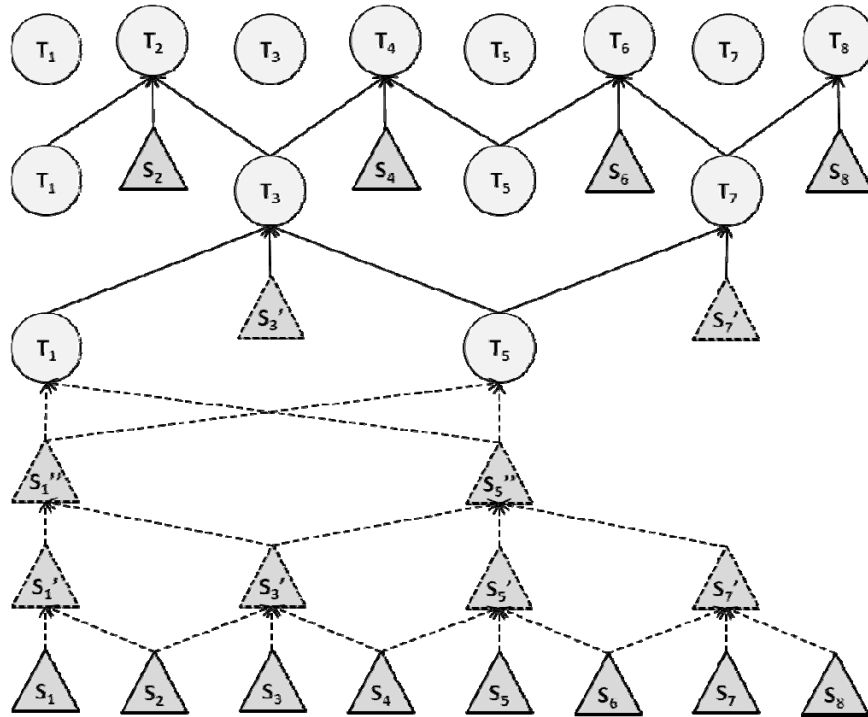 T₁ T₂ T₃ T₄ T₅ T₆ T₇ T₈
T₁ S₂ T₃ S₄ T₅ S₆ T₇ S₈
S₃' S₇'
T₁ T₅
S₁'' S₅''
S₁' S₃' S₅' S₇'
S₁ S₂ S₃ S₄ S₅ S₆ S₇ S₈